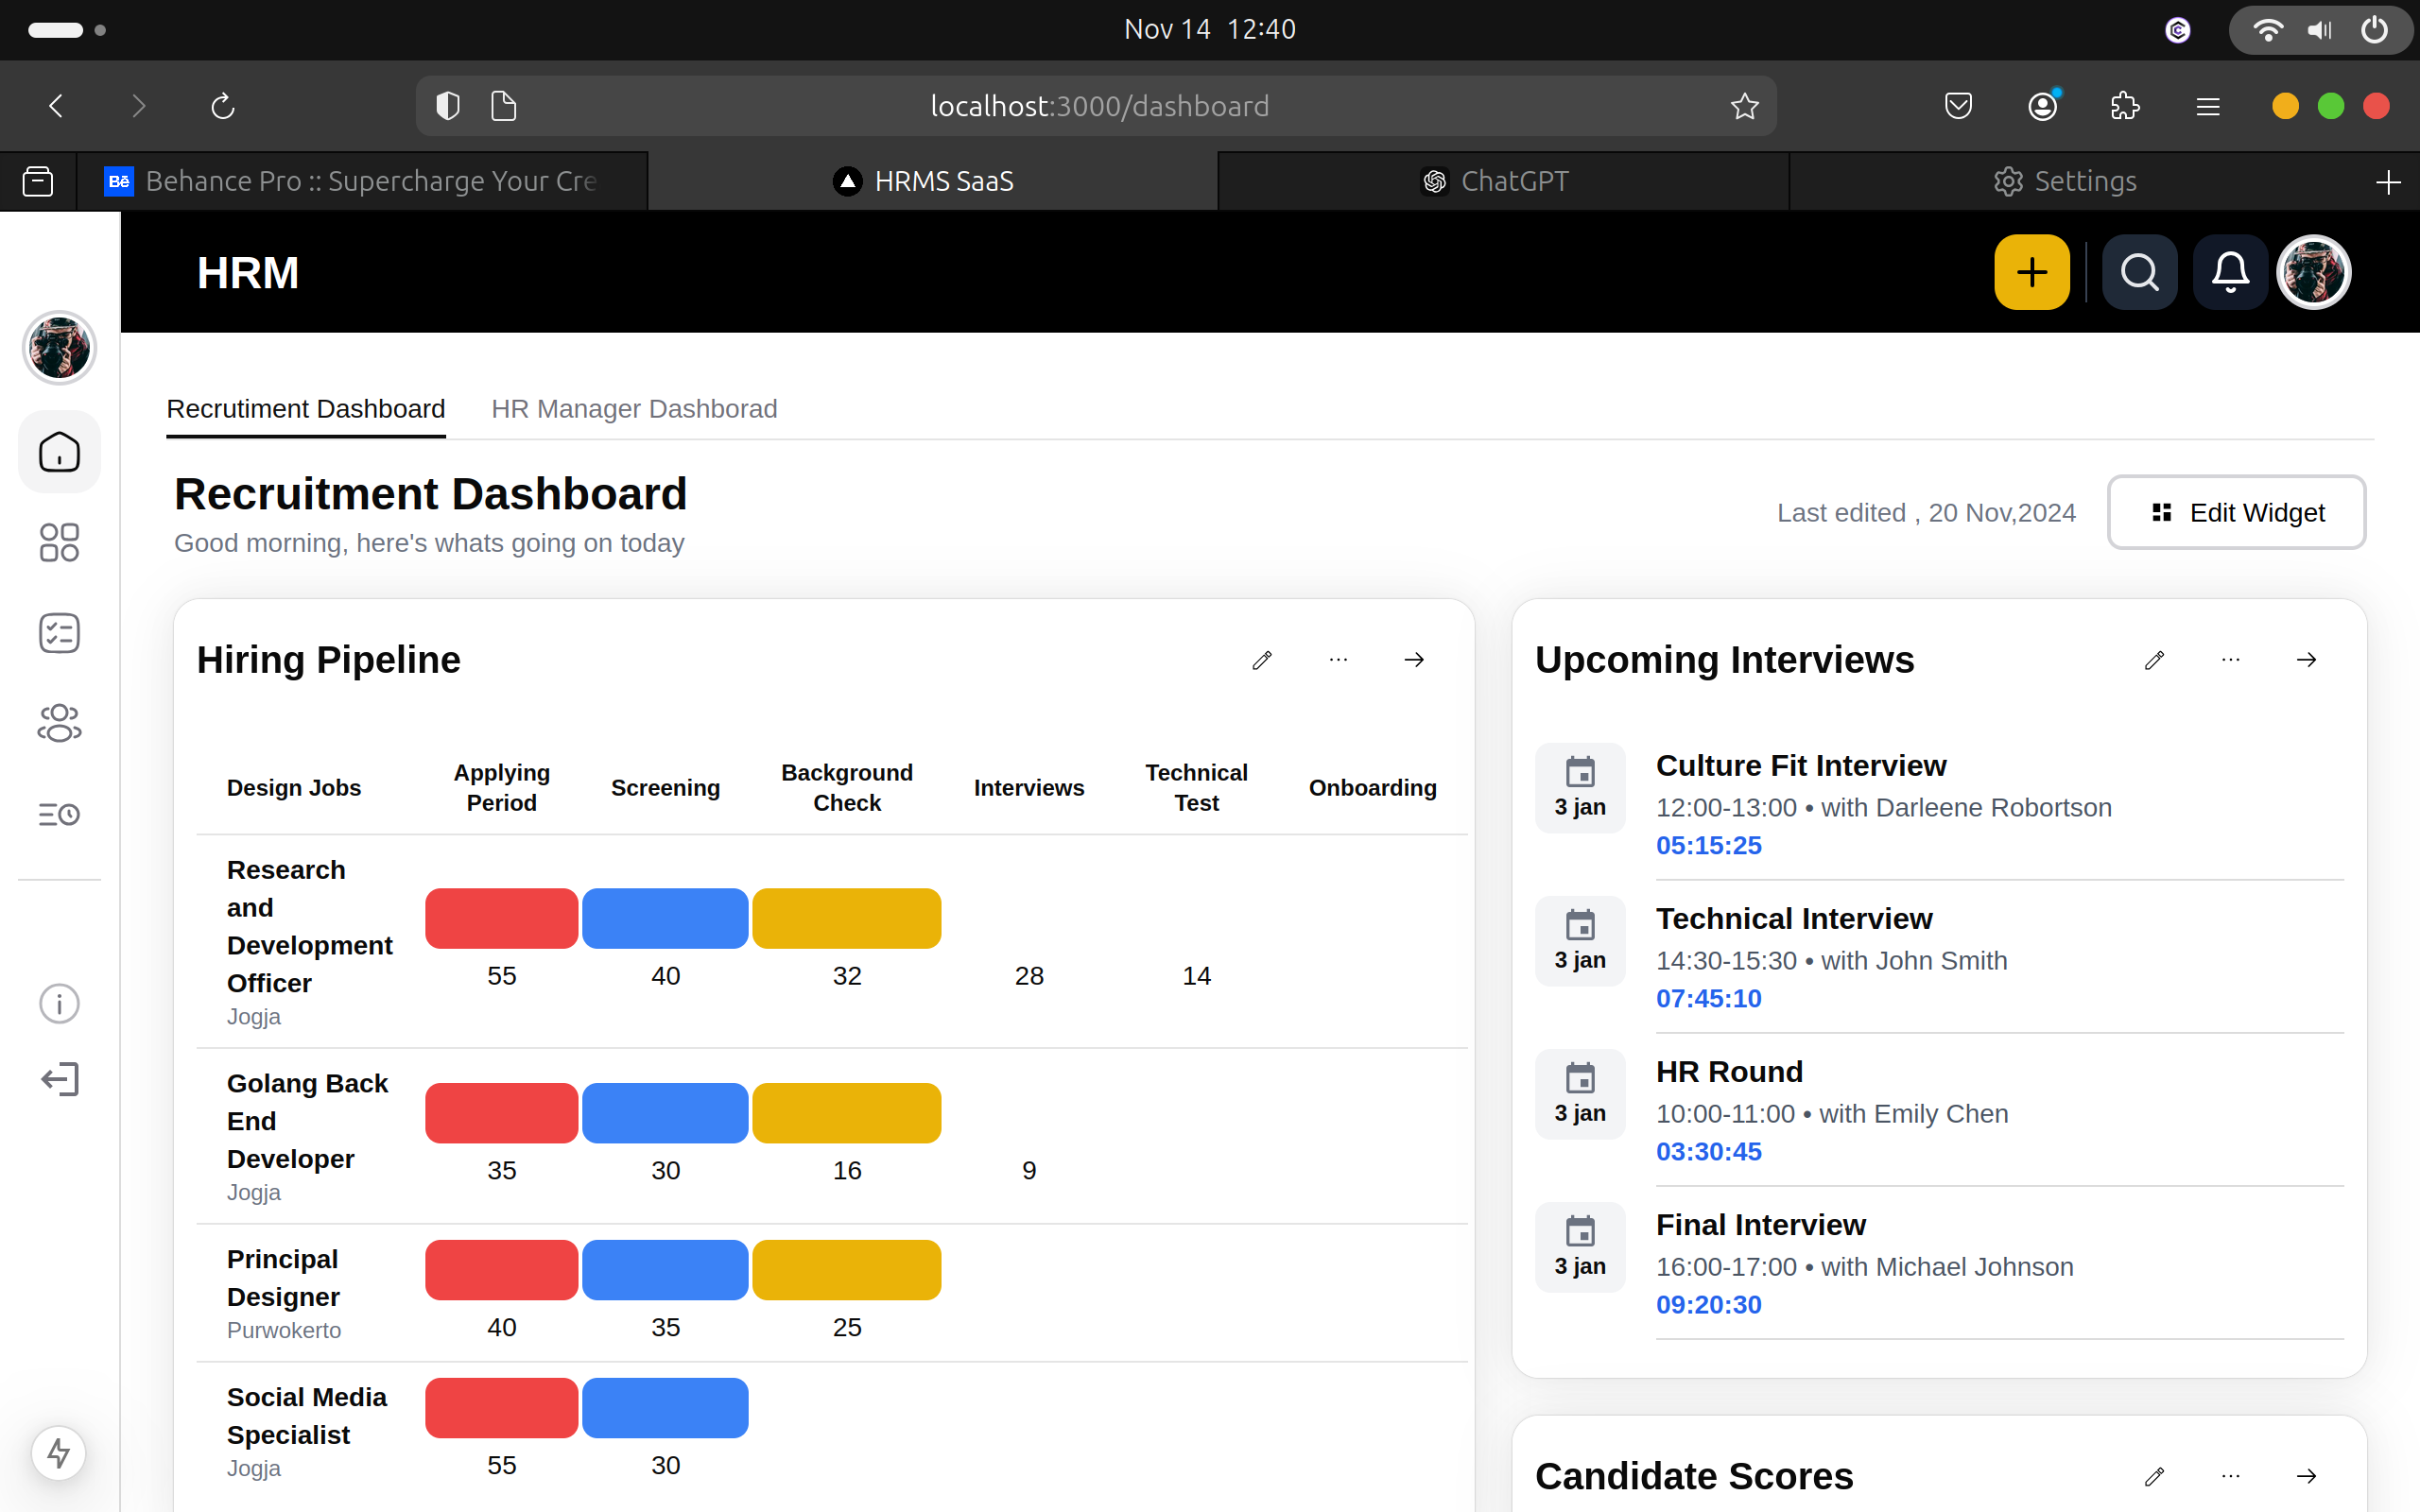 Nov 14 12:40
localhost:3000/dashboard
Bē Behance Pro :: Supercharge Your Cre
HRMS SaaS
ChatGPT
Settings
HRM
Recrutiment Dashboard
HR Manager Dashborad
Recruitment Dashboard
Good morning, here's whats going on today
Last edited , 20 Nov,2024
Edit Widget
Hiring Pipeline
Design Jobs
Applying
Period
Screening
Background
Check
Interviews
Technical
Test
Onboarding
Research
and
Development
Officer
Jogja
55
40
32
28
14
Golang Back
End
Developer
Jogja
35
30
16
9
Principal
Designer
Purwokerto
40
35
25
Social Media
Specialist
Jogja
55
30
Upcoming Interviews
3 jan
Culture Fit Interview
12:00-13:00 • with Darleene Robortson
05:15:25
3 jan
Technical Interview
14:30-15:30 • with John Smith
07:45:10
3 jan
HR Round
10:00-11:00 • with Emily Chen
03:30:45
3 jan
Final Interview
16:00-17:00 • with Michael Johnson
09:20:30
Candidate Scores